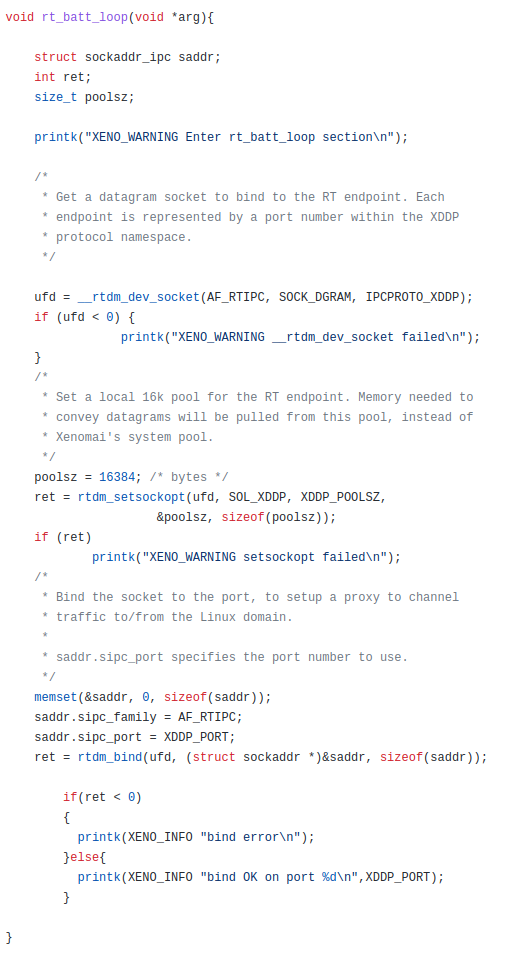 void rt_batt_loop(void *arg){
struct sockaddr_ipc saddr;
int ret;
size_t poolsz;
printk("XENO_WARNING Enter rt_batt_loop section\n");
/*
* Get a datagram socket to bind to the RT endpoint. Each
* endpoint is represented by a port number within the XDDP
* protocol namespace.
*/
ufd = __rtdm_dev_socket(AF_RTIPC, SOCK_DGRAM, IPCPROTO_XDDP);
if (ufd < 0) {
printk("XENO_WARNING __rtdm_dev_socket failed\n");
}
/*
* Set a local 16k pool for the RT endpoint. Memory needed to
* convey datagrams will be pulled from this pool, instead of
* Xenomai's system pool.
*/
poolsz = 16384; /* bytes */
ret = rtdm_setsockopt(ufd, SOL_XDDP, XDDP_POOLSZ,
&poolsz, sizeof(poolsz));
if (ret)
printk("XENO_WARNING setsockopt failed\n");
/*
* Bind the socket to the port, to setup a proxy to channel
* traffic to/from the Linux domain.
*
* saddr.sipc_port specifies the port number to use.
*/
memset(&saddr, 0, sizeof(saddr));
saddr.sipc_family = AF_RTIPC;
saddr.sipc_port = XDDP_PORT;
ret = rtdm_bind(ufd, (struct sockaddr *)&saddr, sizeof(saddr));
if(ret < 0)
{
printk(XENO_INFO "bind error\n");
}else{
printk(XENO_INFO "bind OK on port %d\n",XDDP_PORT);
}
}